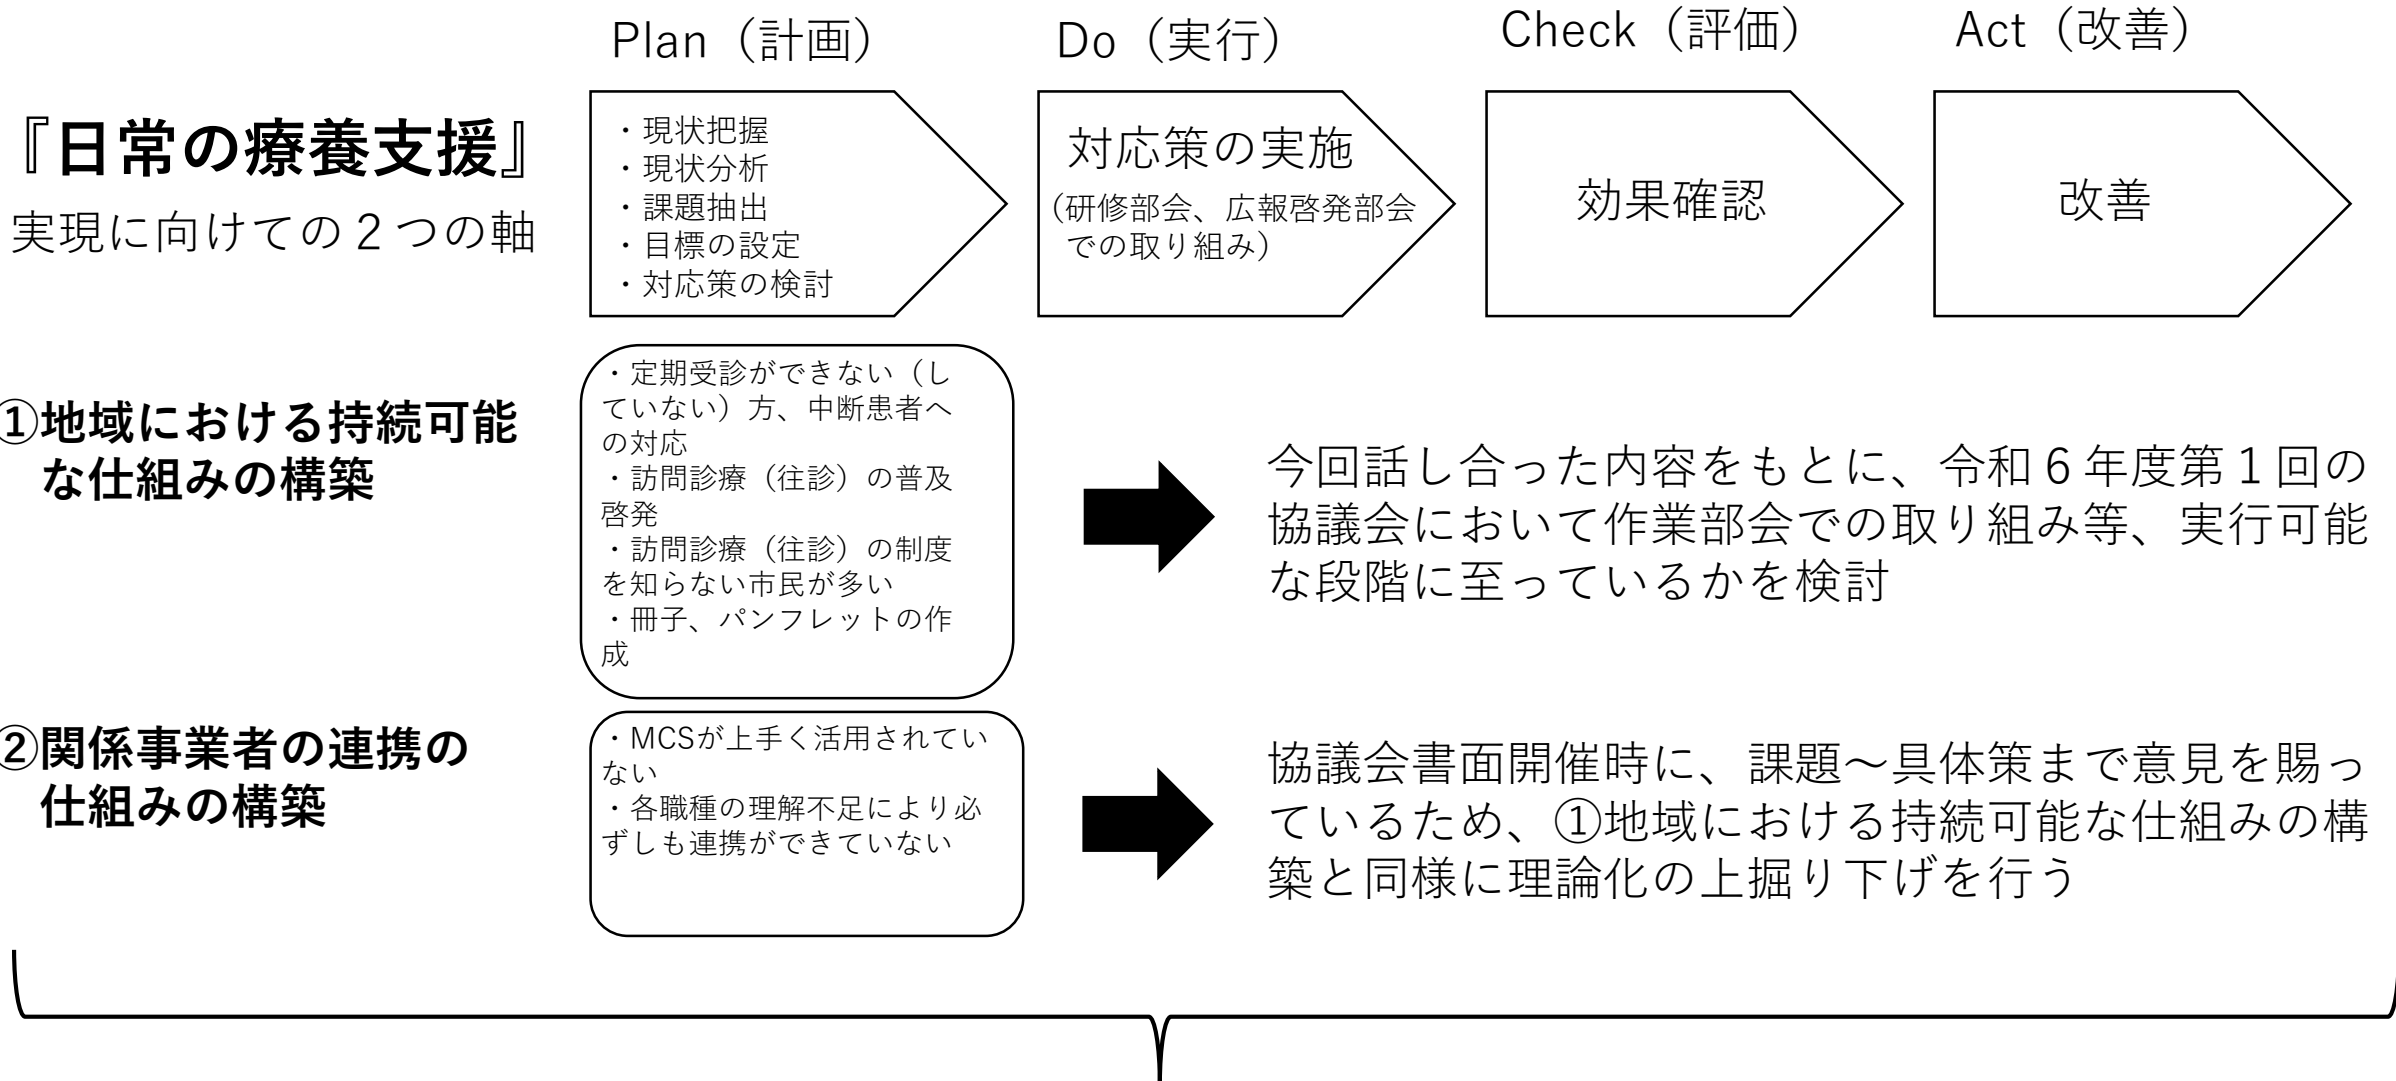 Plan（計画）
Do（実行）
Check（評価）
Act（改善）
『日常の療養支援』
実現に向けての２つの軸
・現状把握
・現状分析
・課題抽出
・目標の設定
・対応策の検討
対応策の実施
（研修部会、広報啓発部会
での取り組み）
効果確認
改善
①地域における持続可能
な仕組みの構築
・定期受診ができない（し
ていない）方、中断患者へ
の対応
・訪問診療（往診）の普及
啓発
・訪問診療（往診）の制度
を知らない市民が多い
・冊子、パンフレットの作
成
今回話し合った内容をもとに、令和６年度第１回の
協議会において作業部会での取り組み等、実行可能
な段階に至っているかを検討
②関係事業者の連携の
仕組みの構築
・MCSが上手く活用されてい
ない
・各職種の理解不足により必
ずしも連携ができていない
協議会書面開催時に、課題～具体策まで意見を賜っ
ているため、①地域における持続可能な仕組みの構
築と同様に理論化の上掘り下げを行う